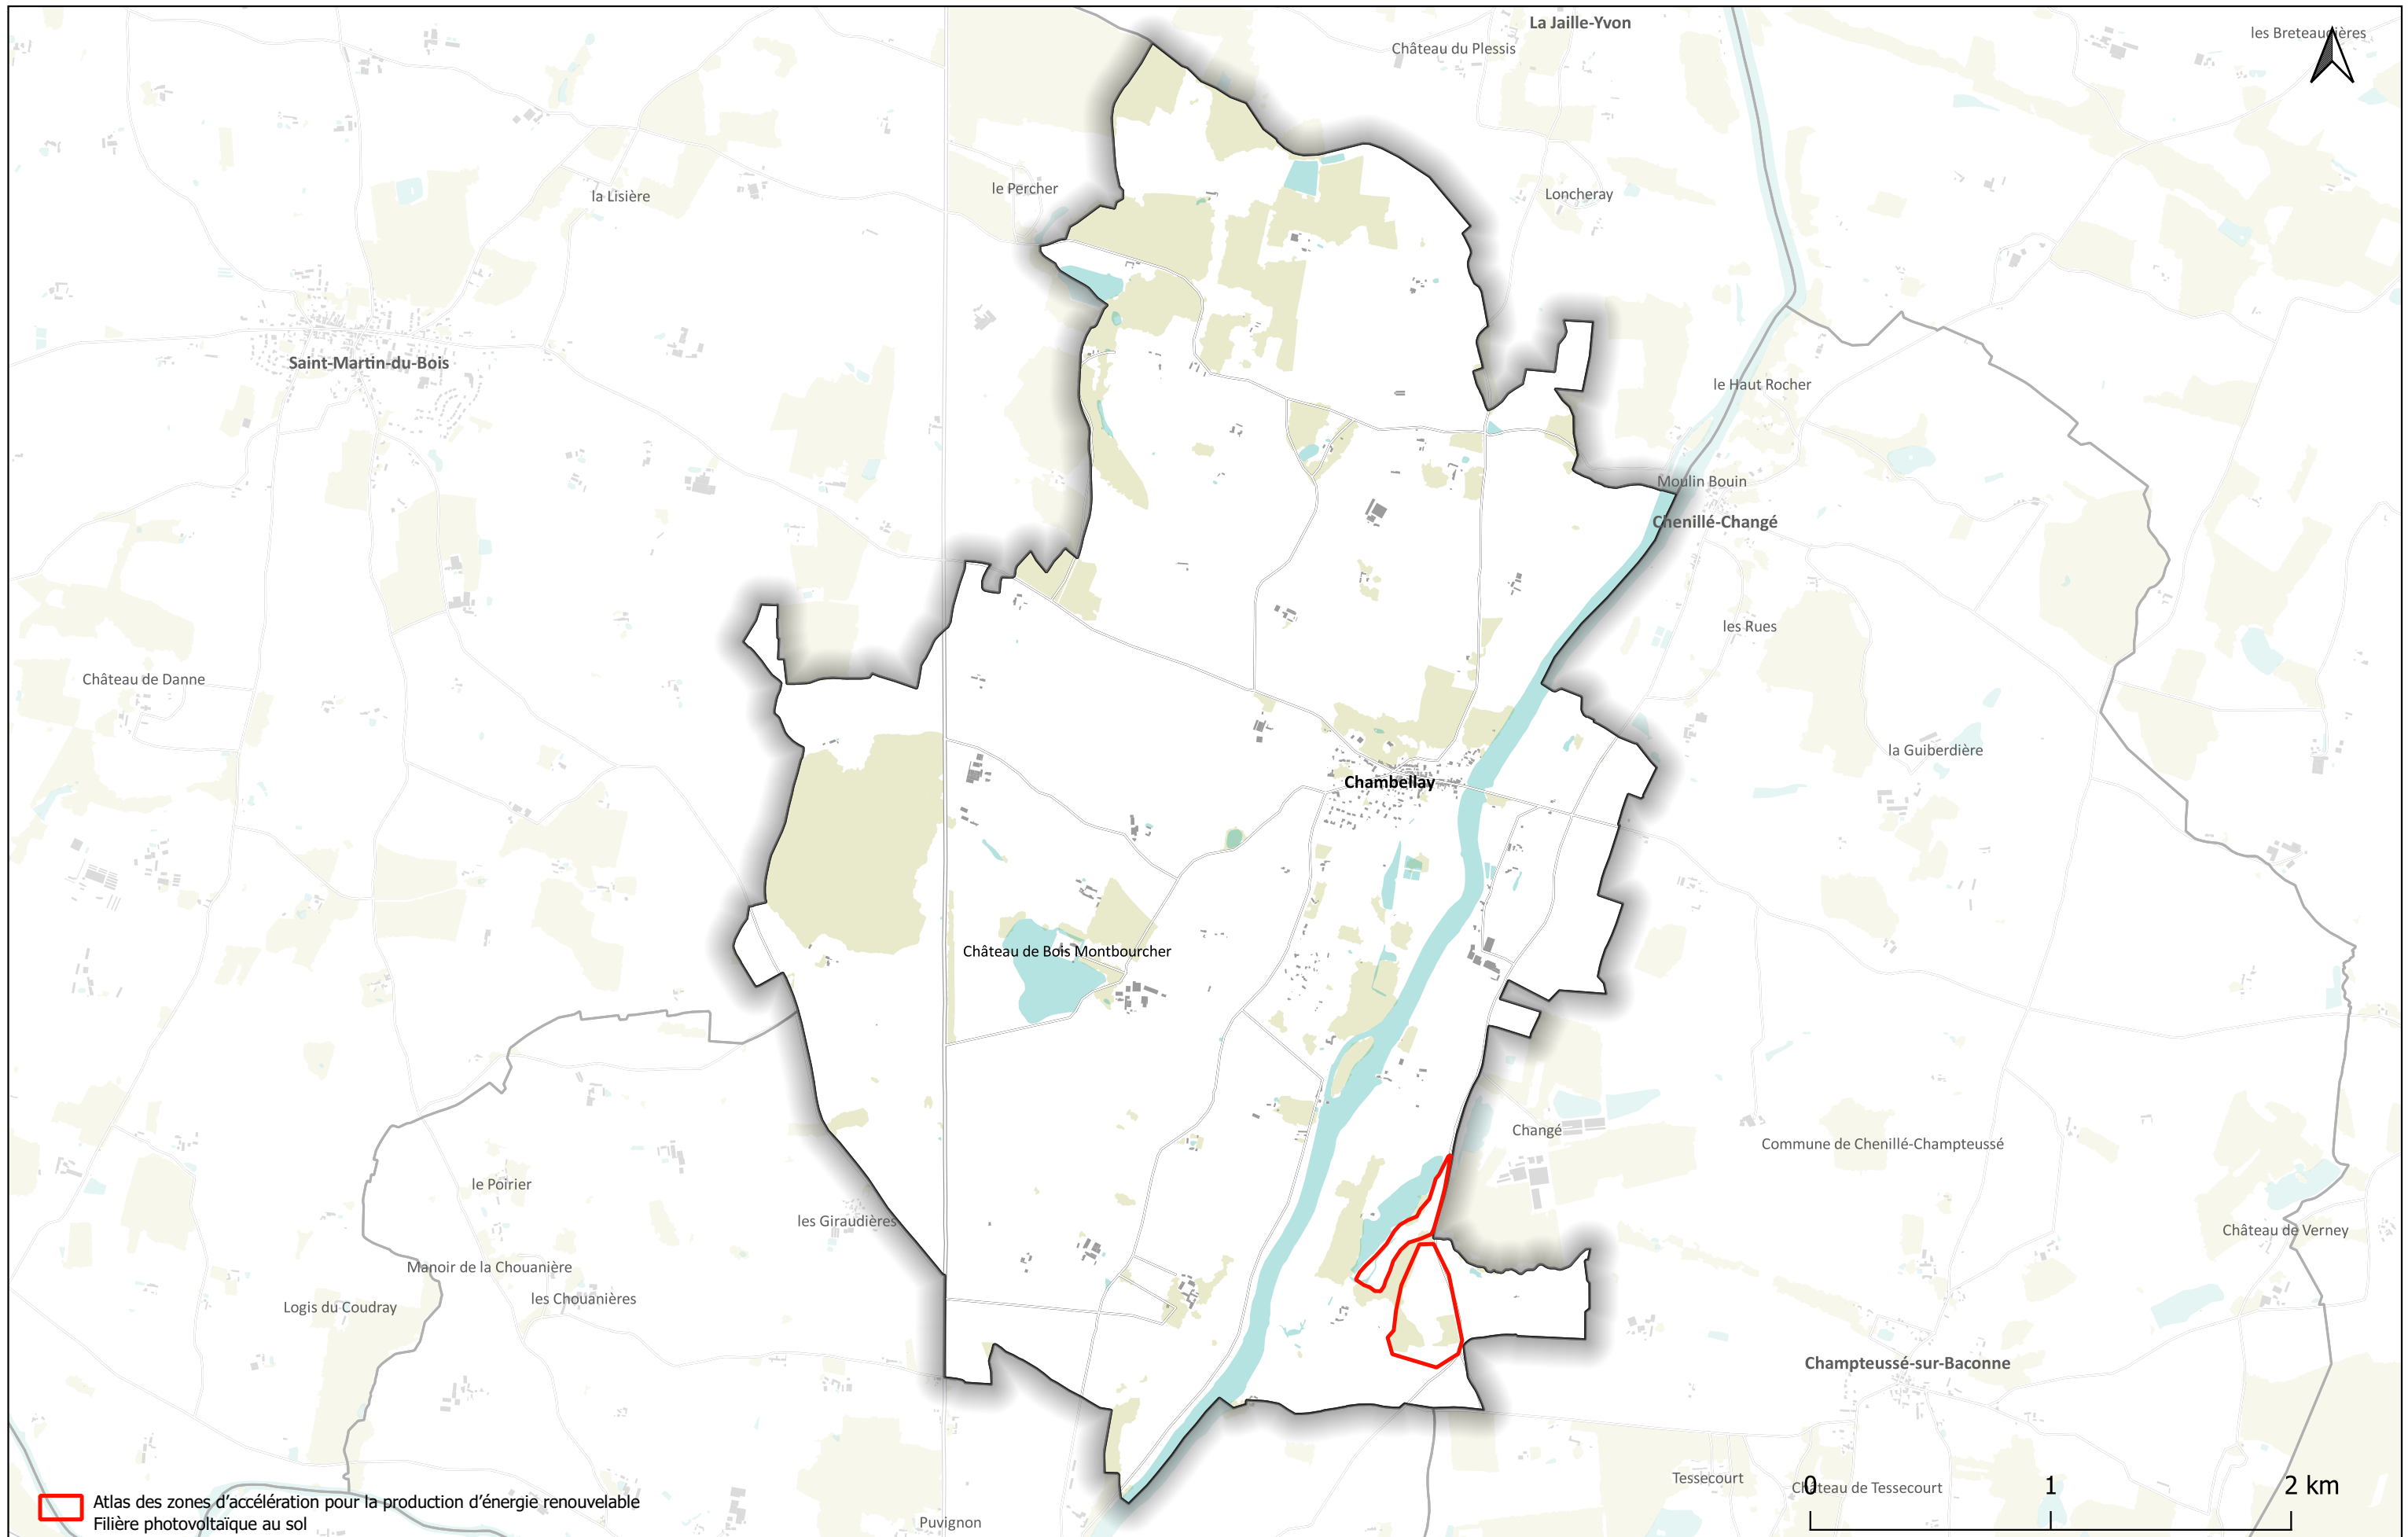 La Jaille-Yvon
les Breteaudières
Château du Plessis
le Percher
la Lisière
Loncheray
Saint-Martin-du-Bois
le Haut Rocher
Moulin Bouin
Chenillé-Changé
les Rues
Château de Danne
la Guiberdière
Chambellay
Château de Bois Montbourcher
Changé
Commune de Chenillé-Champteussé
le Poirier
les Giraudières
Château de Verney
Manoir de la Chouanière
les Chouanières
Logis du Coudray
Champteussé-sur-Baconne
Tessecourt
Château de Tessecourt
0 1 2 km
Atlas des zones d’accélération pour la production d’énergie renouvelable
Filière photovoltaïque au sol
Puvignon